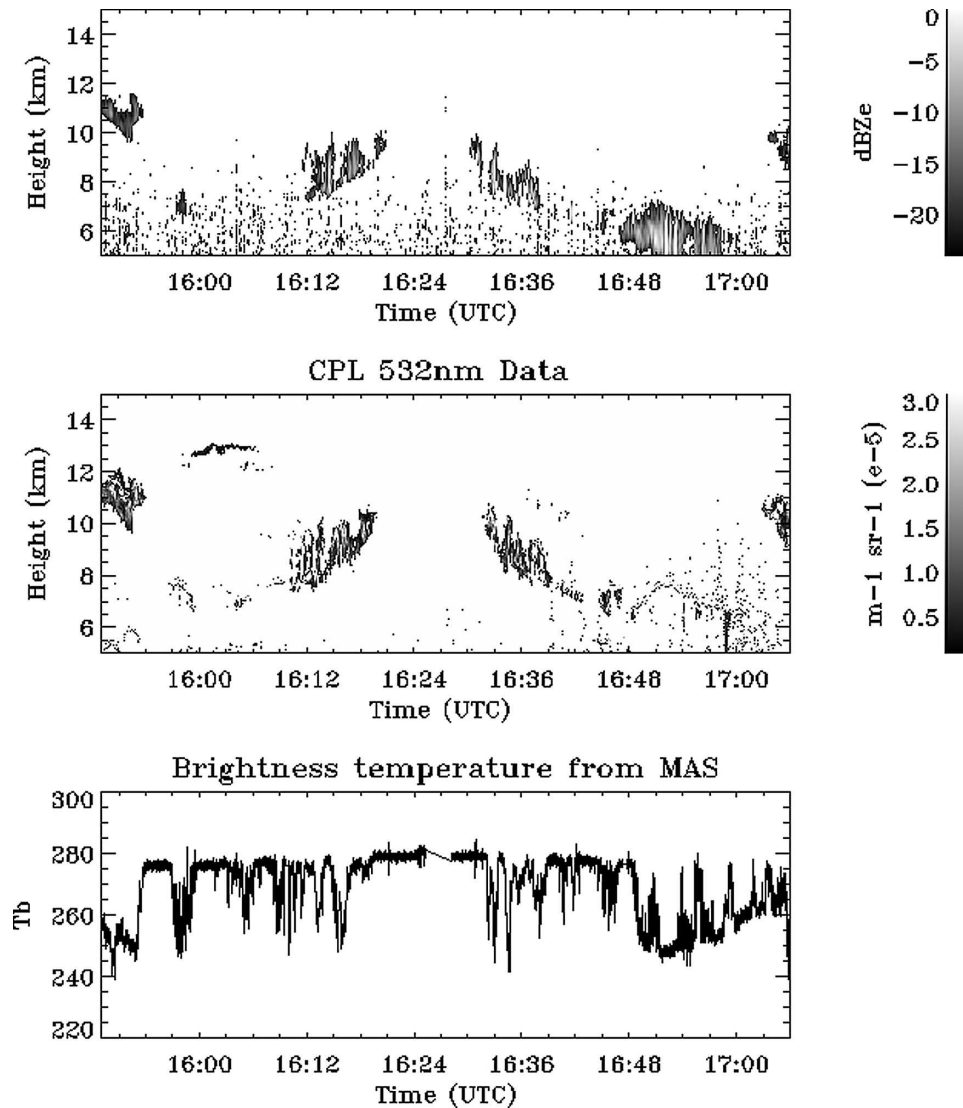 14
12
10
8
6
Height (km)
16:00 16:12 16:24 16:36 16:48 17:00
Time (UTC)
0
-5
-10
-15
-20
dBZe
CPL 532nm Data
14
12
10
8
6
Height (km)
16:00 16:12 16:24 16:36 16:48 17:00
Time (UTC)
3.0
2.5
2.0
1.5
1.0
0.5
m-1 sr-1 (e-5)
Brightness temperature from MAS
300
280
260
240
220
Tb
16:00 16:12 16:24 16:36 16:48 17:00
Time (UTC)